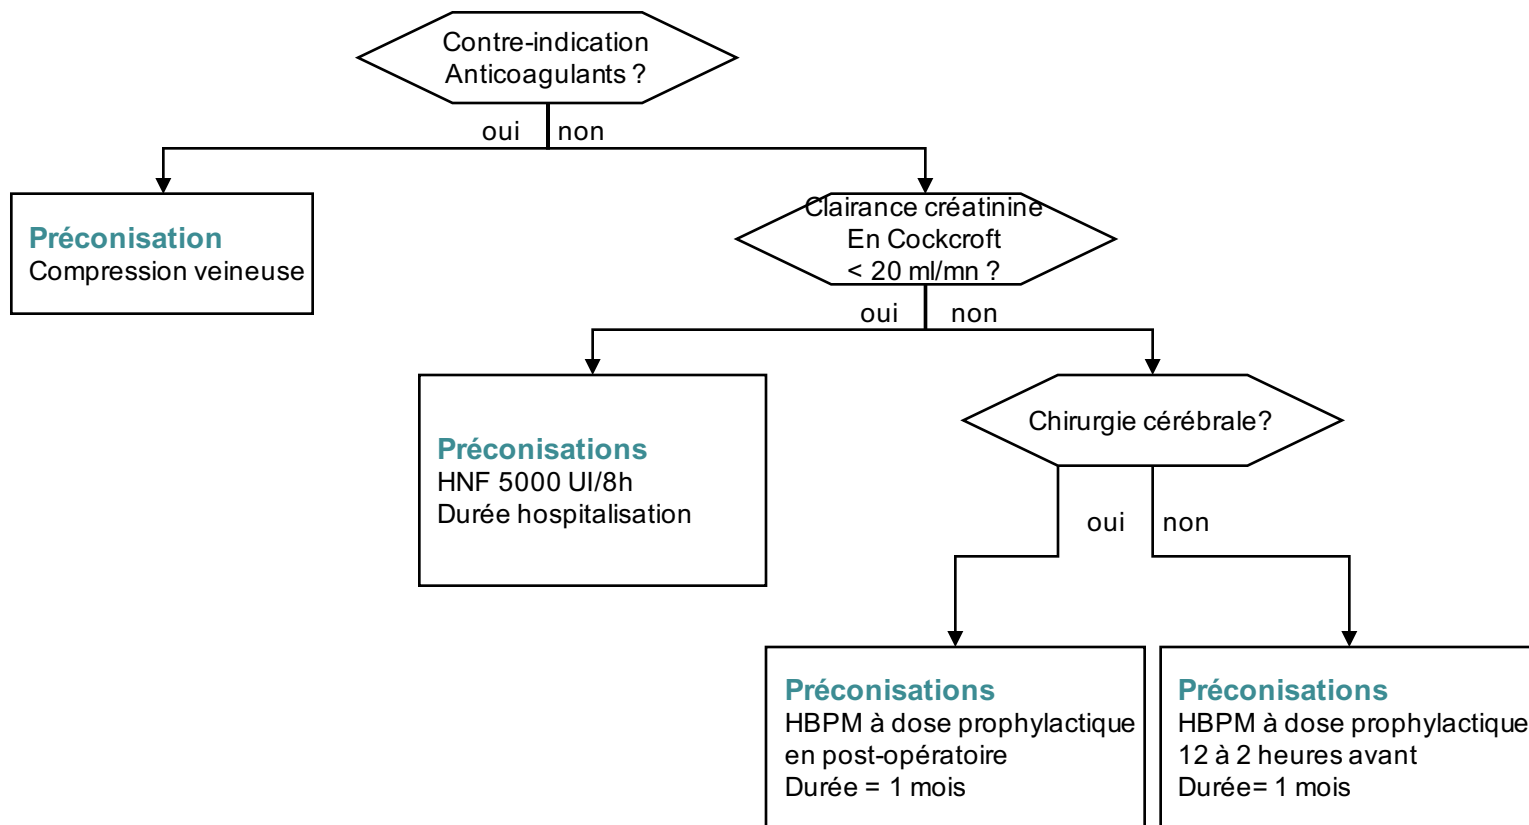 Contre-indication
Anticoagulants ?
oui
non
Préconisation
Compression veineuse
Clairance créatinine
En Cockcroft
< 20 ml/mn ?
oui
non
Préconisations
HNF 5000 UI/8h
Durée hospitalisation
Chirurgie cérébrale?
oui
non
Préconisations
HBPM à dose prophylactique
en post-opératoire
Durée = 1 mois
Préconisations
HBPM à dose prophylactique
12 à 2 heures avant
Durée= 1 mois